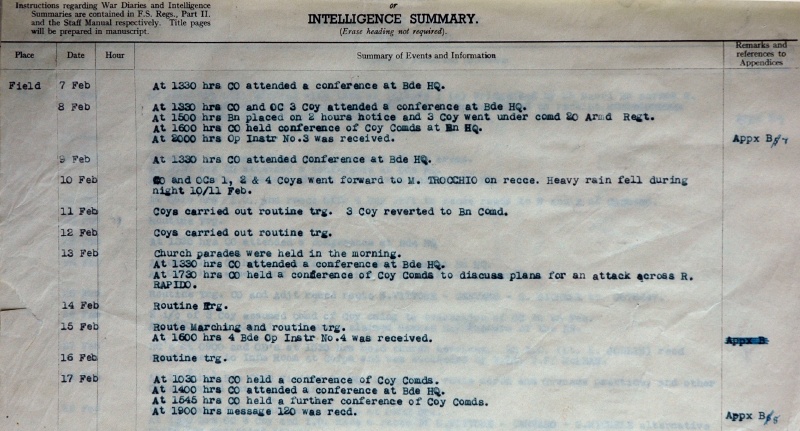 Instructions regarding War Diaries and Intelligence
Summaries are contained in F.S. Regs., Part II.
and the Staff Manual respectively. Title pages
will be prepared in manuscript.
or
INTELLIGENCE SUMMARY.
(Erase heading not required).
Place Date Hour Summary of Events and Information Remarks and references to Appendices
Field 7 Feb At 1330 hrs CO attended a conference at Bde HQ.
8 Feb At 1330 hrs CO and OC 3 Coy attended a conference at Bde HQ.
At 1500 hrs Bn placed on 2 hours hotice and 3 Coy went under comd 20 Armd Regt.
At 1600 hrs CO held conference of Coy Comds at Bn HQ.
At 2000 hrs Op Instr No.3 was received. Appx B
9 Feb At 1330 hrs CO attended Conference at Bde HQ.
10 Feb CO and OCs 1, 2 & 4 Coys went forward to M. TROCCHIO on recce. Heavy rain fell during
night 10/11 Feb.
11 Feb Coys carried out routine trg. 3 Coy reverted to Bn Comd.
12 Feb Coys carried out routine trg.
13 Feb Church parades were held in the morning.
At 1330 hrs CO attended a conference at Bde HQ.
At 1730 hrs CO held a conference of Coy Comds to discuss plans for an attack across R.
RAPIDO.
14 Feb Routine trg.
15 Feb Route Marching and routine trg.
At 1600 hrs 4 Bde Op Instr No.4 was received. Appx B
16 Feb Routine trg.
17 Feb At 1030 hrs CO held a conference of Coy Comds.
At 1400 hrs CO attended a conference at Bde HQ.
At 1545 hrs CO held a further conference of Coy Comds.
At 1900 hrs message 120 was recd. Appx B